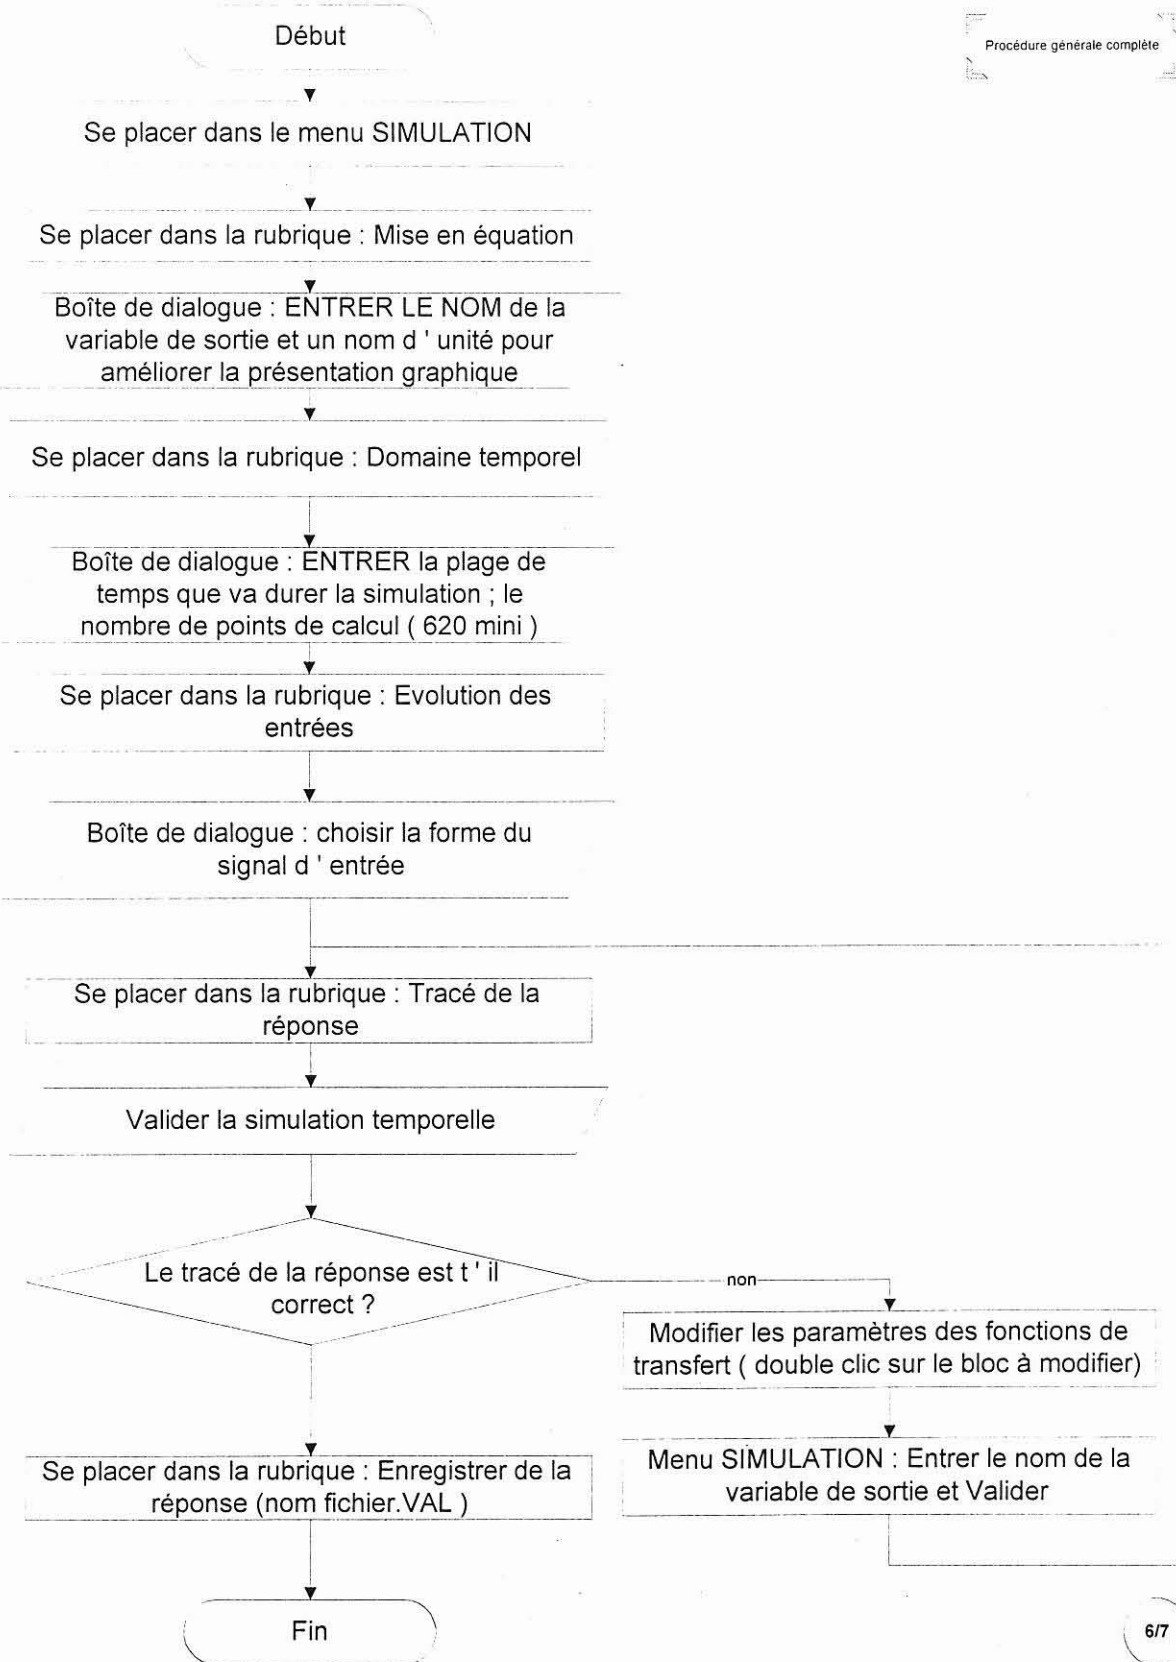 Début
Procédure générale complète
Se placer dans le menu SIMULATION
Se placer dans la rubrique : Mise en équation
Boîte de dialogue : ENTRER LE NOM de la
variable de sortie et un nom d ' unité pour
améliorer la présentation graphique
Se placer dans la rubrique : Domaine temporel
Boîte de dialogue : ENTRER la plage de
temps que va durer la simulation ; le
nombre de points de calcul ( 620 mini )
Se placer dans la rubrique : Evolution des
entrées
Boîte de dialogue : choisir la forme du
signal d ' entrée
Se placer dans la rubrique : Tracé de la
réponse
Valider la simulation temporelle
Le tracé de la réponse est t ' il
correct ?
non
Modifier les paramètres des fonctions de
transfert ( double clic sur le bloc à modifier)
Menu SIMULATION : Entrer le nom de la
variable de sortie et Valider
Se placer dans la rubrique : Enregistrer de la
réponse (nom fichier.VAL )
Fin
6/7